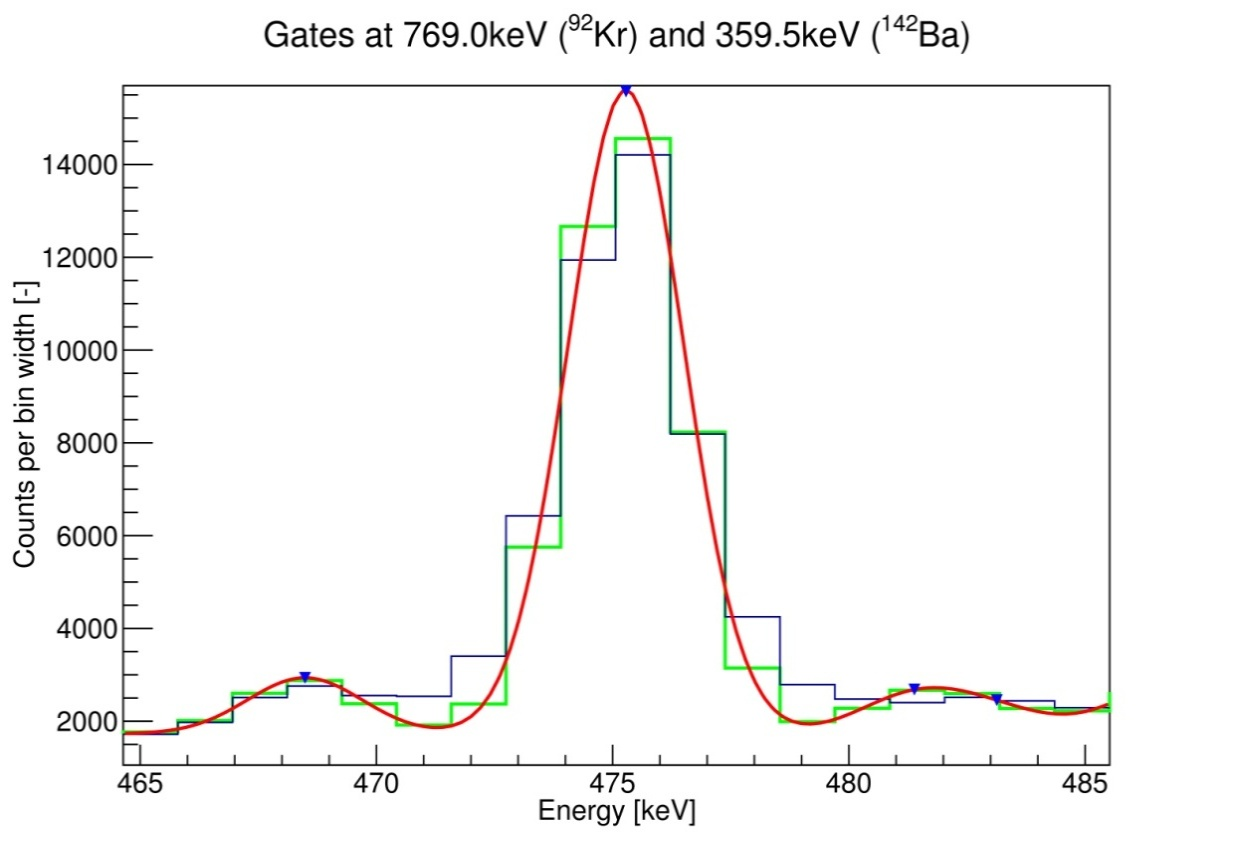 Gates at 769.0keV (⁹²Kr) and 359.5keV (¹⁴²Ba)
Counts per bin width [-]
14000
12000
10000
8000
6000
4000
2000
465 470 475 480 485
Energy [keV]